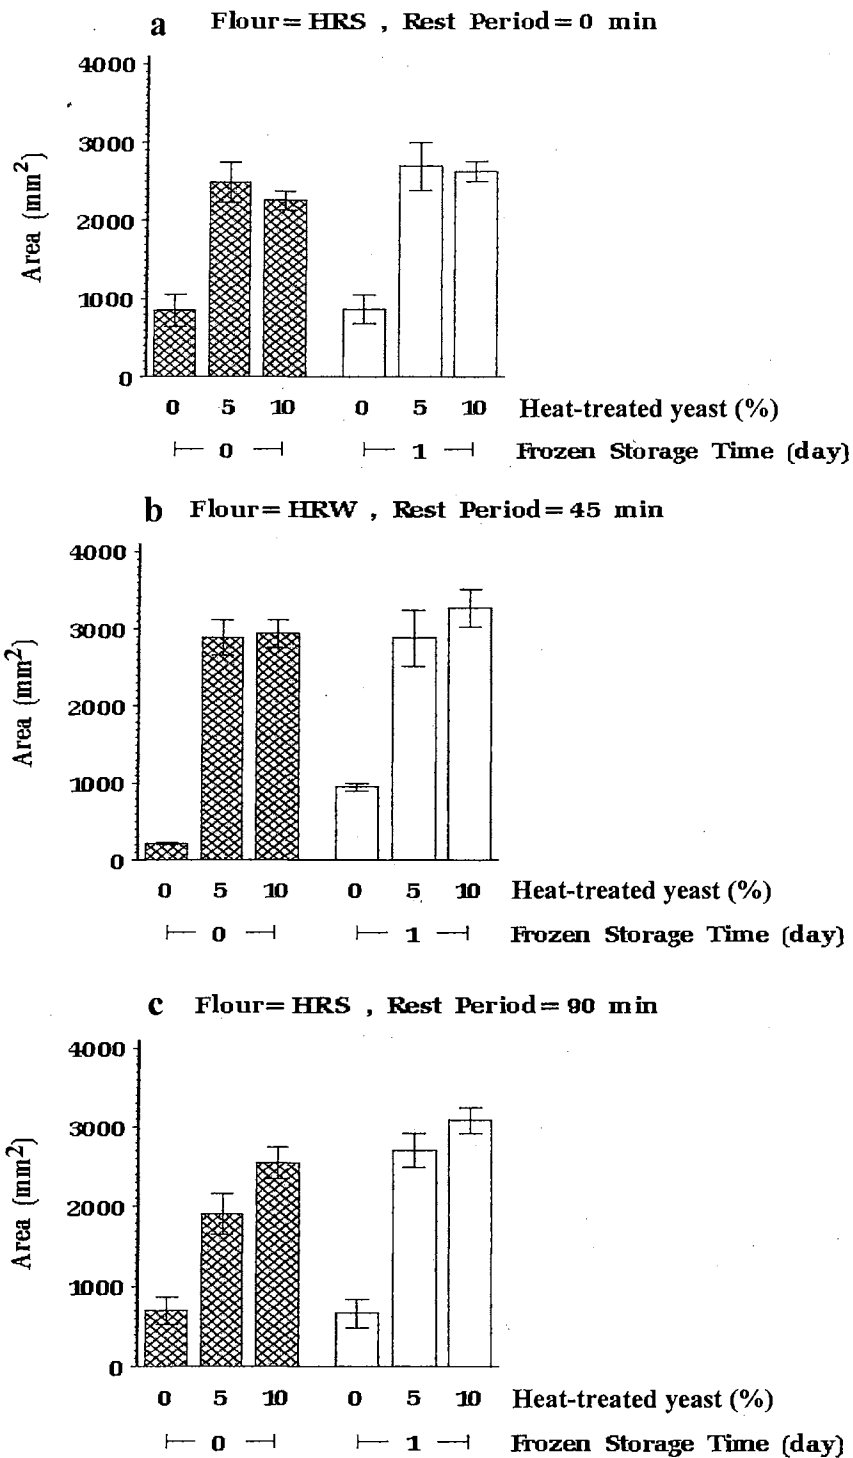 a Flour=HRS , Rest Period=0 min
4000
3000
2000
1000
0
Area (mm²)
0 5 10 0 5 10 Heat-treated yeast (%)
0 1 Frozen Storage Time (day)
b Flour=HRW , Rest Period=45 min
4000
3000
2000
1000
0
Area (mm²)
0 5 10 0 5 10 Heat-treated yeast (%)
0 1 Frozen Storage Time (day)
c Flour=HRS , Rest Period=90 min
4000
3000
2000
1000
0
Area (mm²)
0 5 10 0 5 10 Heat-treated yeast (%)
0 1 Frozen Storage Time (day)